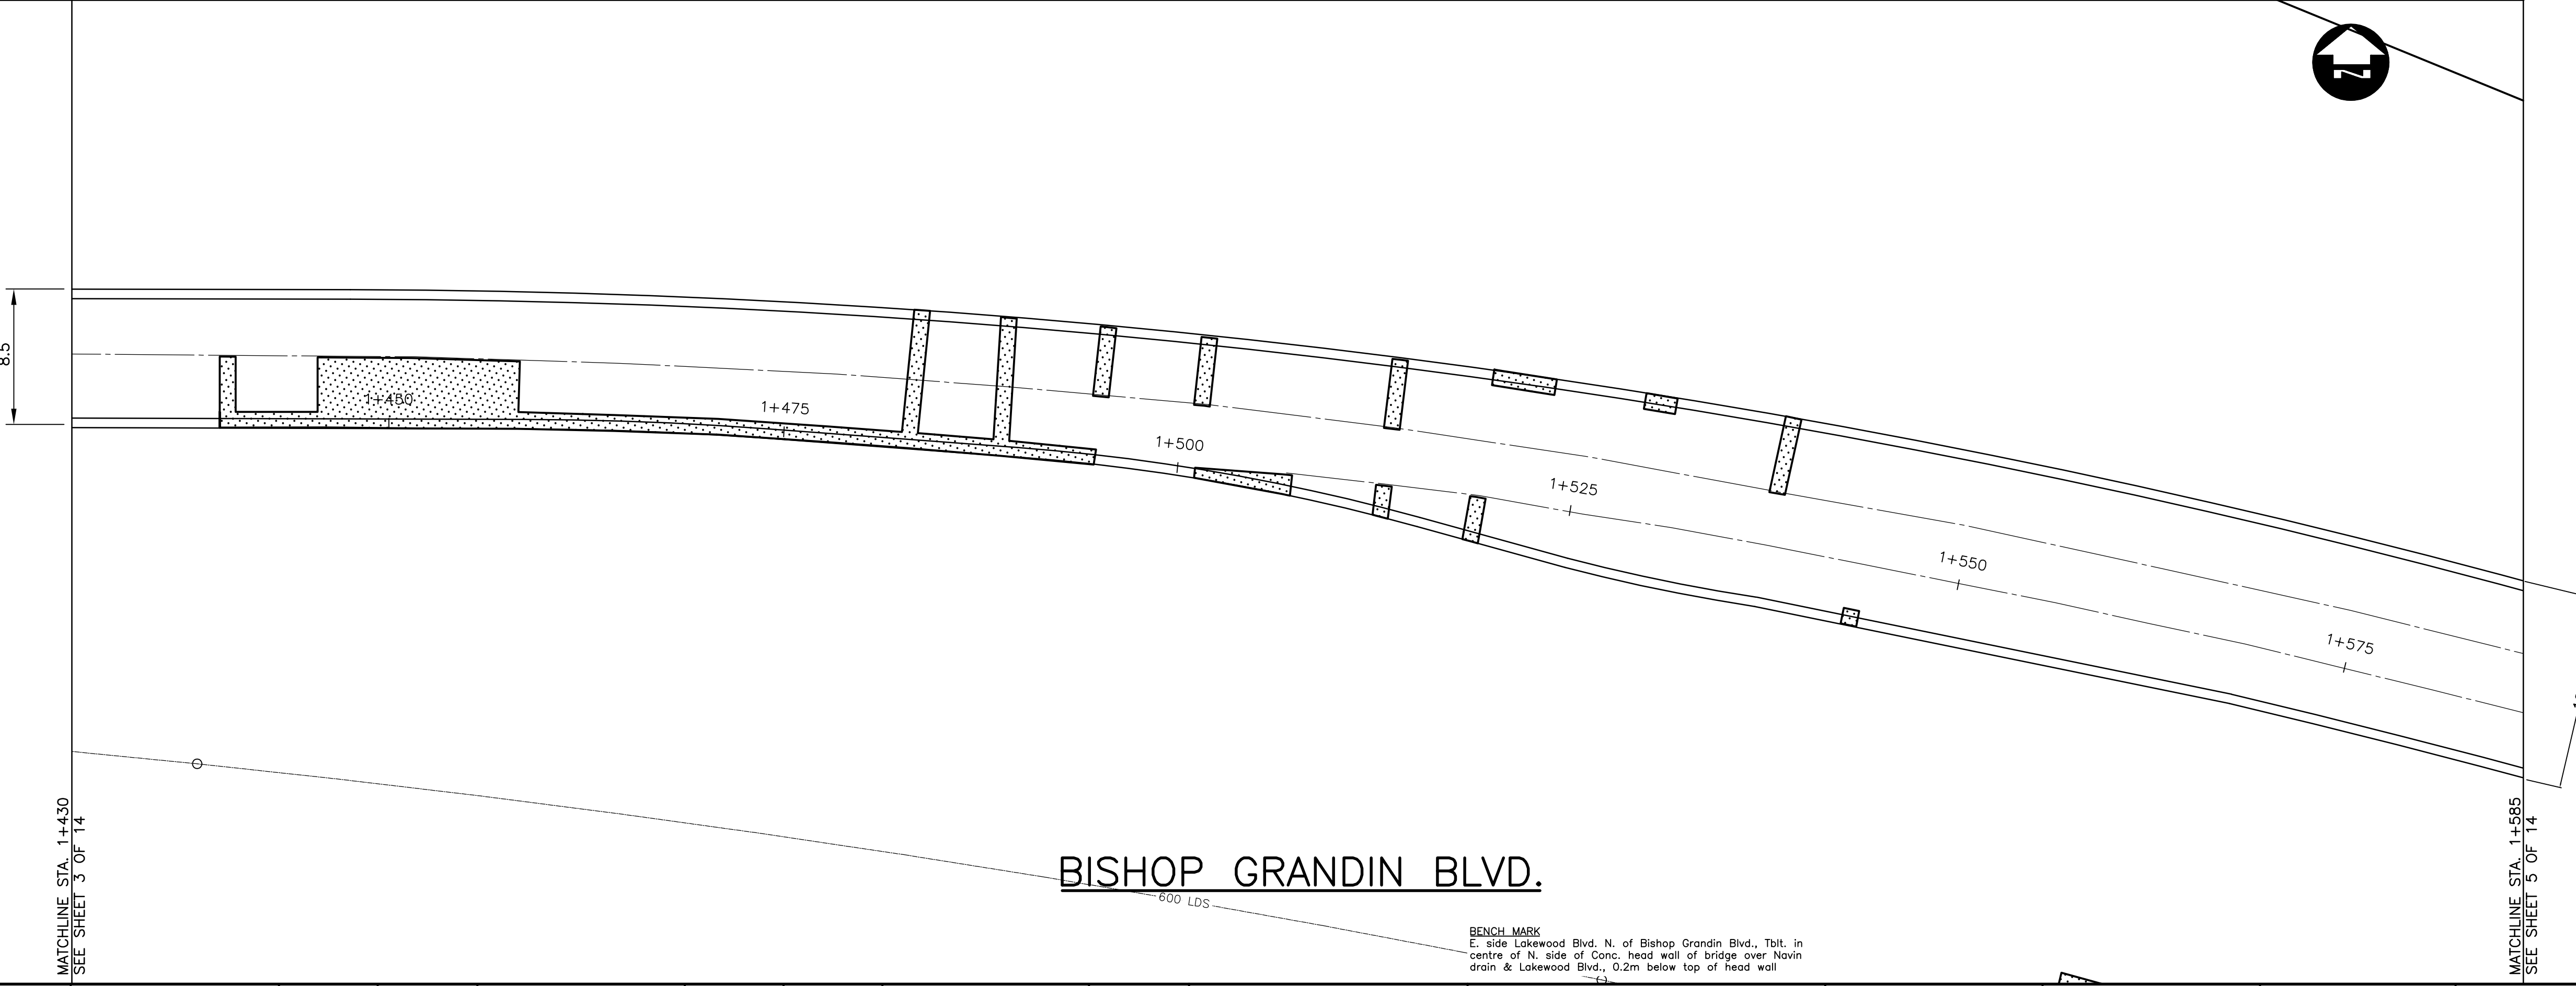 N
8.5
1+450
1+475
1+500
1+525
1+550
1+575
MATCHLINE STA. 1+430
SEE SHEET 3 OF 14
MATCHLINE STA. 1+585
SEE SHEET 5 OF 14
BISHOP GRANDIN BLVD.
600 LDS
BENCH MARK
E. side Lakewood Blvd. N. of Bishop Grandin Blvd., Tblt. in
centre of N. side of Conc. head wall of bridge over Navin
drain & Lakewood Blvd., 0.2m below top of head wall